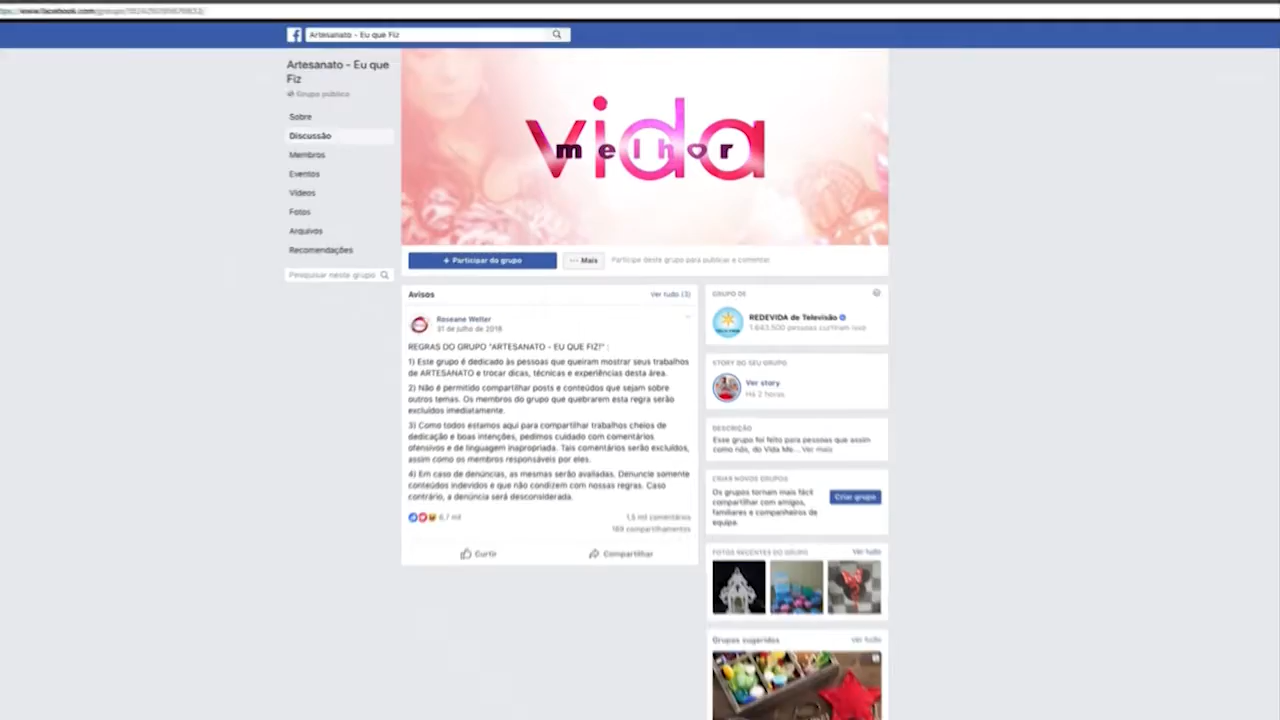 Artesanato - Eu que Fiz
Artesanato - Eu que
Fiz
Grupo público
Sobre
Discussão
Membros
Eventos
Vídeos
Fotos
Arquivos
Recomendações
Pesquisar neste grupo
vida
melhor
+ Participar do grupo
··· Mais
Participe deste grupo para publicar e comentar
Avisos
Ver tudo (3)
Roseane Welter
31 de julho de 2018
REGRAS DO GRUPO "ARTESANATO - EU QUE FIZ!" :
1) Este grupo é dedicado às pessoas que queiram mostrar seus trabalhos
de ARTESANATO e trocar dicas, técnicas e experiências desta área.
2) Não é permitido compartilhar posts e conteúdos que sejam sobre
outros temas. Os membros do grupo que quebrarem esta regra serão
excluídos imediatamente.
3) Como todos estamos aqui para compartilhar trabalhos cheios de
dedicação e boas intenções, pedimos cuidado com comentários
ofensivos e de linguagem inapropriada. Tais comentários serão excluídos,
assim como os membros responsáveis por eles.
4) Em caso de denúncias, as mesmas serão avaliadas. Denuncie somente
conteúdos indevidos e que não condizem com nossas regras. Caso
contrário, a denúncia será desconsiderada.
6,7 mil
1,5 mil comentários
189 compartilhamentos
Curtir
Compartilhar
GRUPO DE
REDEVIDA de Televisão
1.643.500 pessoas curtiram isso
STORY DO SEU GRUPO
Ver story
Há 2 horas
DESCRIÇÃO
Esse grupo foi feito para pessoas que assim
como nós, do Vida Me... Ver mais
CRIAR NOVOS GRUPOS
Os grupos tornam mais fácil
compartilhar com amigos,
familiares e companheiros de
equipe.
Criar grupo
FOTOS RECENTES DO GRUPO
Ver tudo
Grupos sugeridos
Ver tudo